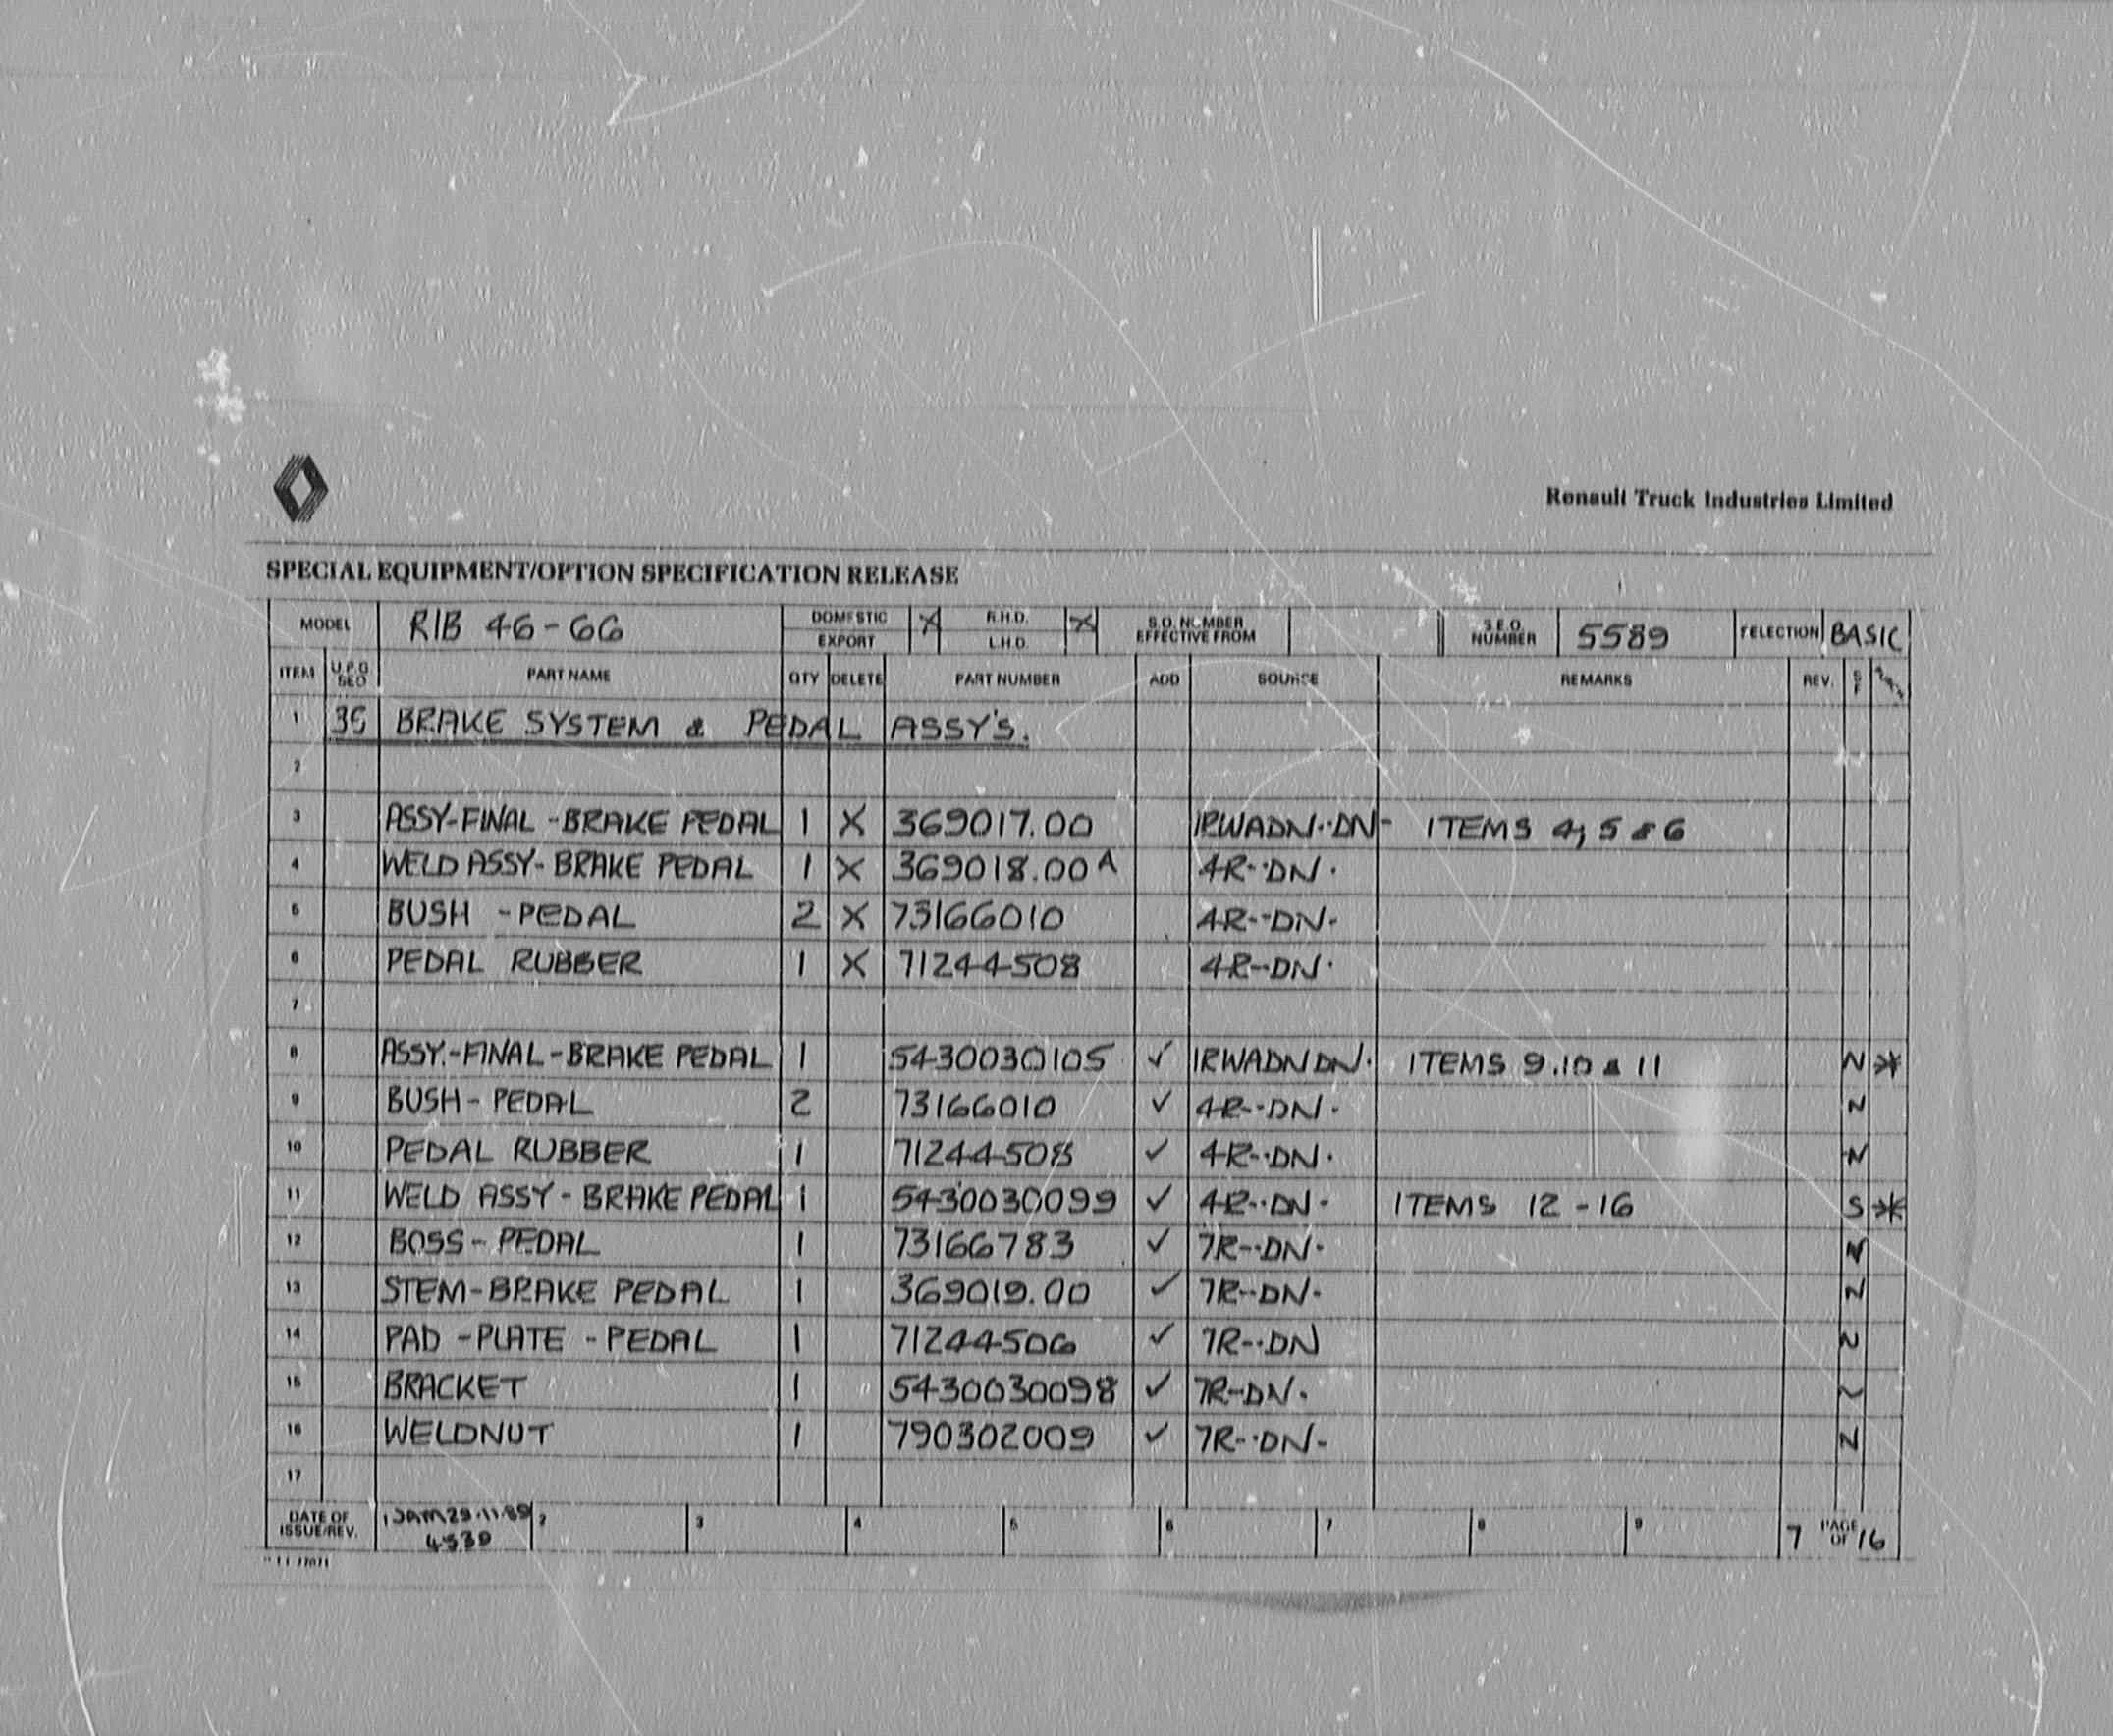 Renault Truck Industries Limited
SPECIAL EQUIPMENT/OPTION SPECIFICATION RELEASE
MODEL RIB 46-66 DOMESTIC X R.H.D. X S.O. NUMBER EFFECTIVE FROM S.E.O. NUMBER 5589 SELECTION BASIC
EXPORT L.H.D.
ITEM U.P.G. SEQ PART NAME QTY DELETE PART NUMBER ADD SOURCE REMARKS REV.
1 35 BRAKE SYSTEM & PEDAL ASSY'S.
2
3 ASSY-FINAL-BRAKE PEDAL 1 X 369017.00 1RWADN··DN- ITEMS 4, 5 & 6
4 WELD ASSY-BRAKE PEDAL 1 X 369018.00A 4R-·DN·
5 BUSH -PEDAL 2 X 73166010 4R--DN-
6 PEDAL RUBBER 1 X 71244508 4R--DN·
7
8 ASSY.-FINAL-BRAKE PEDAL 1 5430030105 ✓ 1RWADNDN· ITEMS 9.10 & 11 N *
9 BUSH-PEDAL 2 73166010 ✓ 4R-·DN- N
10 PEDAL RUBBER 1 71244508 ✓ 4R-·DN· N
11 WELD ASSY-BRAKE PEDAL 1 5430030099 ✓ 4R-·DN- ITEMS 12-16 S *
12 BOSS-PEDAL 1 73166783 ✓ 7R-·DN· N
13 STEM-BRAKE PEDAL 1 369019.00 ✓ 7R--DN- N
14 PAD-PLATE-PEDAL 1 71244506 ✓ 7R-·DN N
15 BRACKET 1 5430030098 ✓ 7R-DN· N
16 WELDNUT 1 790302009 ✓ 7R-·DN- N
17
DATE OF ISSUE/REV. 1 JAM 29·11·89 2 3 4 5 6 7 8 9 7 PAGE OF 16
4539